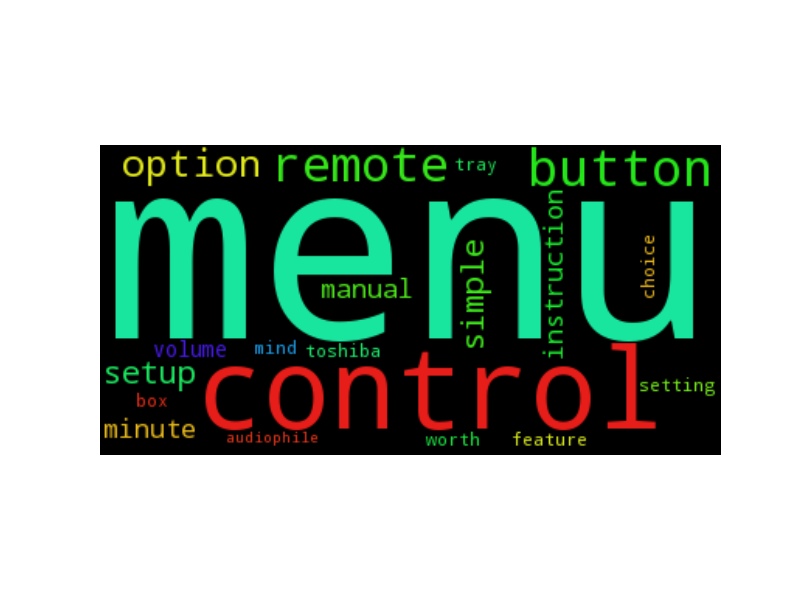 option remote tray button
menu
manual
simple
instruction
choice
volume mind toshiba
setup control setting
box
minute
audiophile worth feature